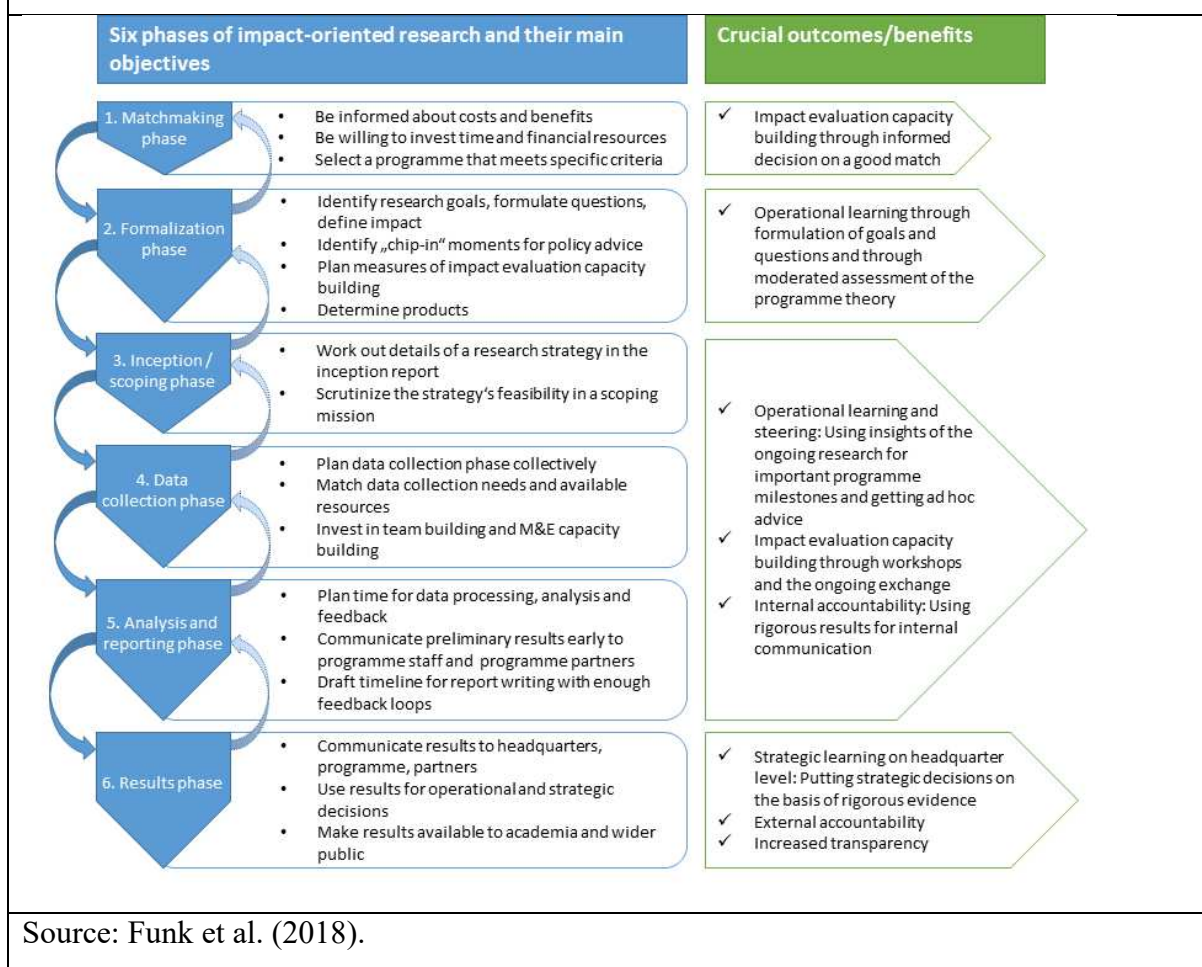 Six phases of impact-oriented research and their main
objectives
Crucial outcomes/benefits
1. Matchmaking
phase
• Be informed about costs and benefits
• Be willing to invest time and financial resources
• Select a programme that meets specific criteria
✓ Impact evaluation capacity
building through informed
decision on a good match
2. Formalization
phase
• Identify research goals, formulate questions,
define impact
• Identify „chip-in“ moments for policy advice
• Plan measures of impact evaluation capacity
building
• Determine products
✓ Operational learning through
formulation of goals and
questions and through
moderated assessment of the
programme theory
3. Inception /
scoping phase
• Work out details of a research strategy in the
inception report
• Scrutinize the strategy‘s feasibility in a scoping
mission
4. Data
collection phase
• Plan data collection phase collectively
• Match data collection needs and available
resources
• Invest in team building and M&E capacity
building
5. Analysis and
reporting phase
• Plan time for data processing, analysis and
feedback
• Communicate preliminary results early to
programme staff and programme partners
• Draft timeline for report writing with enough
feedback loops
✓ Operational learning and
steering: Using insights of the
ongoing research for
important programme
milestones and getting ad hoc
advice
✓ Impact evaluation capacity
building through workshops
and the ongoing exchange
✓ Internal accountability: Using
rigorous results for internal
communication
6. Results phase
• Communicate results to headquarters,
programme, partners
• Use results for operational and strategic
decisions
• Make results available to academia and wider
public
✓ Strategic learning on headquarter
level: Putting strategic decisions on
the basis of rigorous evidence
✓ External accountability
✓ Increased transparency
Source: Funk et al. (2018).